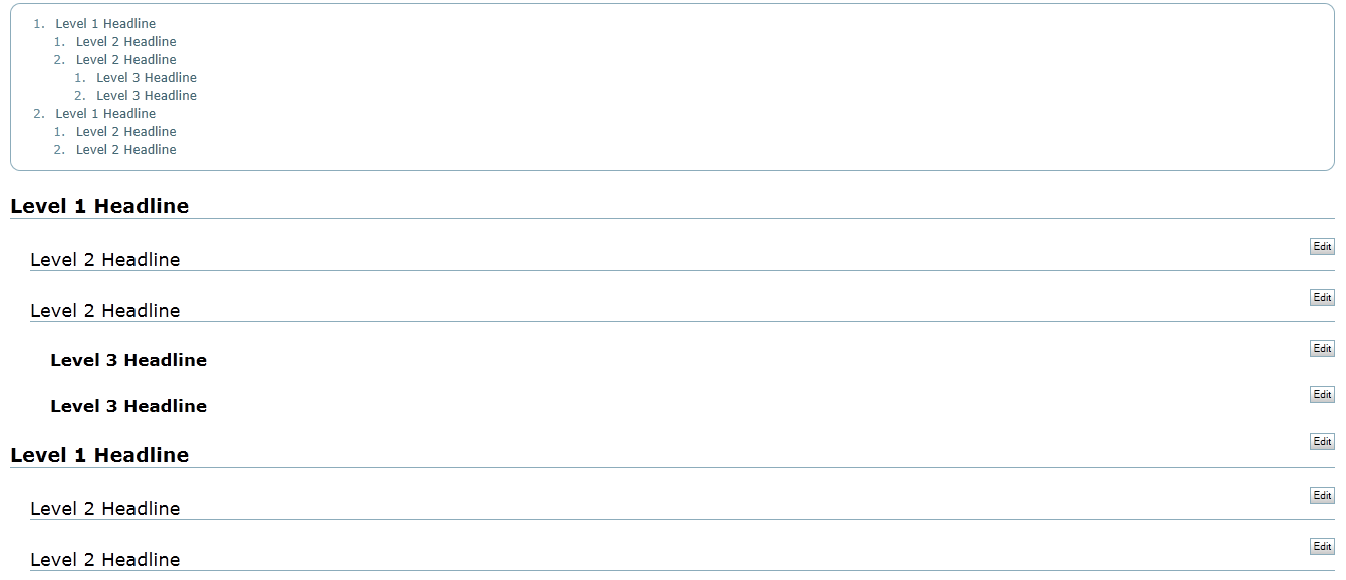 1. Level 1 Headline
1. Level 2 Headline
2. Level 2 Headline
1. Level 3 Headline
2. Level 3 Headline
2. Level 1 Headline
1. Level 2 Headline
2. Level 2 Headline
Level 1 Headline
Edit
Level 2 Headline
Edit
Level 2 Headline
Edit
Level 3 Headline
Edit
Level 3 Headline
Edit
Level 1 Headline
Edit
Level 2 Headline
Edit
Level 2 Headline